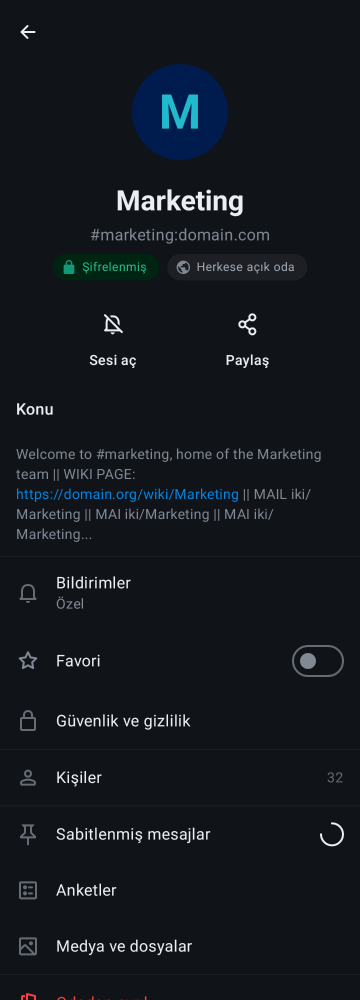 M
Marketing
#marketing:domain.com
Şifrelenmiş
Herkese açık oda
Sesi aç
Paylaş
Konu
Welcome to #marketing, home of the Marketing
team || WIKI PAGE:
https://domain.org/wiki/Marketing || MAIL iki/
Marketing || MAI iki/Marketing || MAI iki/
Marketing...
Bildirimler
Özel
Favori
Güvenlik ve gizlilik
Kişiler
32
Sabitlenmiş mesajlar
Anketler
Medya ve dosyalar